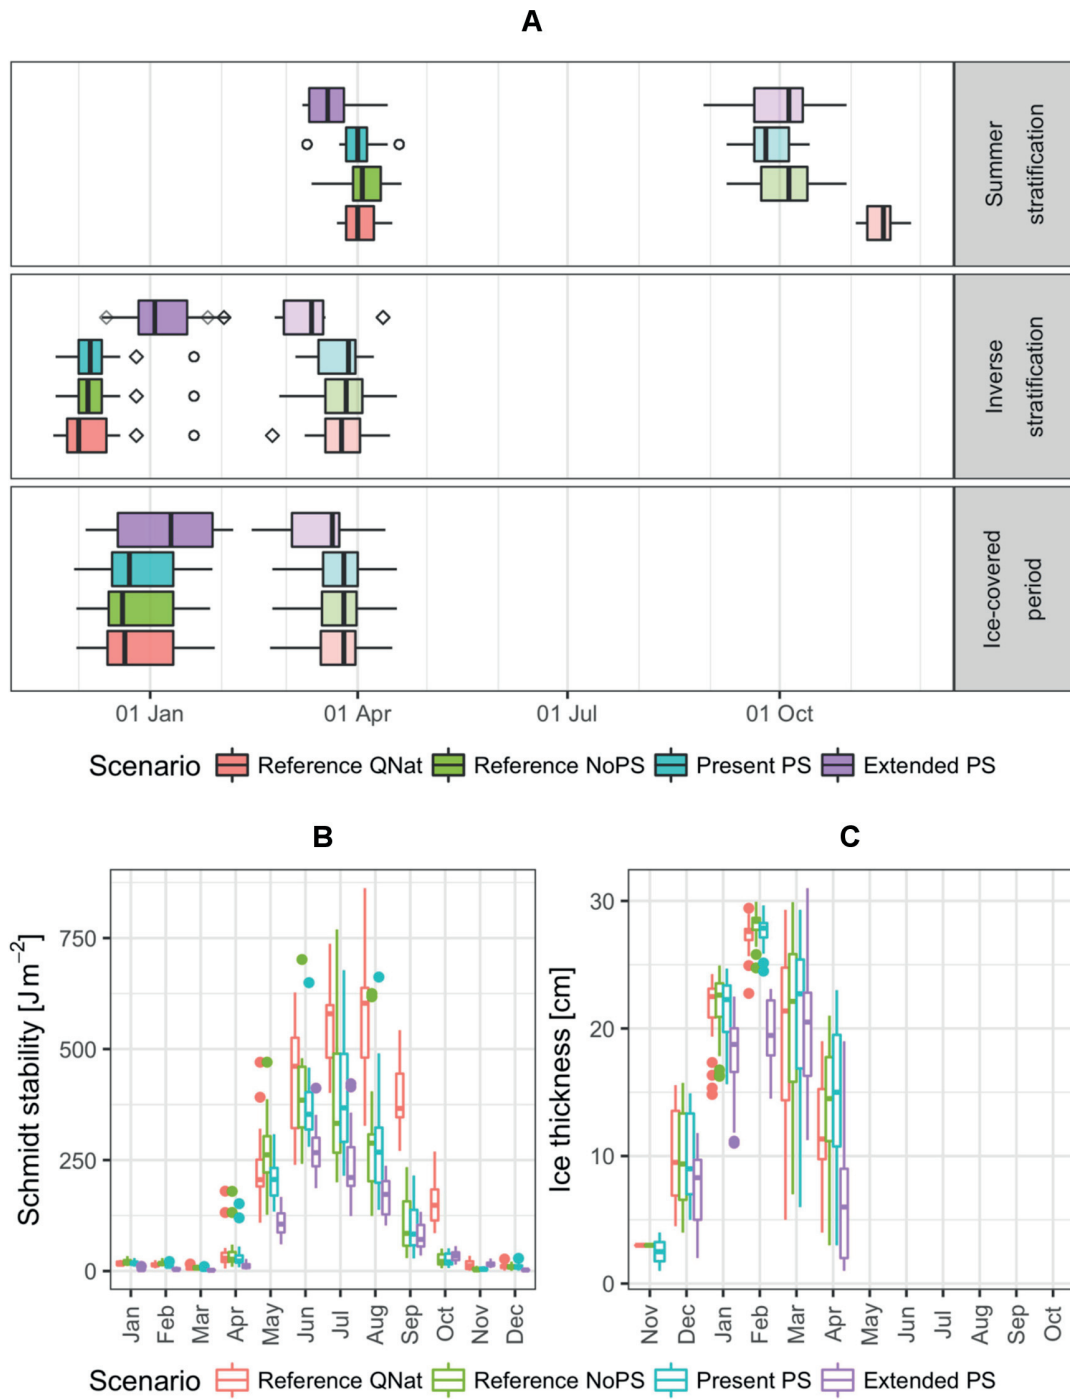 A
Summer
stratification
Inverse
stratification
Ice-covered
period
01 Jan
01 Apr
01 Jul
01 Oct
Scenario Reference QNat Reference NoPS Present PS Extended PS
B
Schmidt stability [J m⁻²]
750
500
250
0
Jan Feb Mar Apr May Jun Jul Aug Sep Oct Nov Dec
C
Ice thickness [cm]
30
20
10
0
Nov Dec Jan Feb Mar Apr May Jun Jul Aug Sep Oct
Scenario Reference QNat Reference NoPS Present PS Extended PS